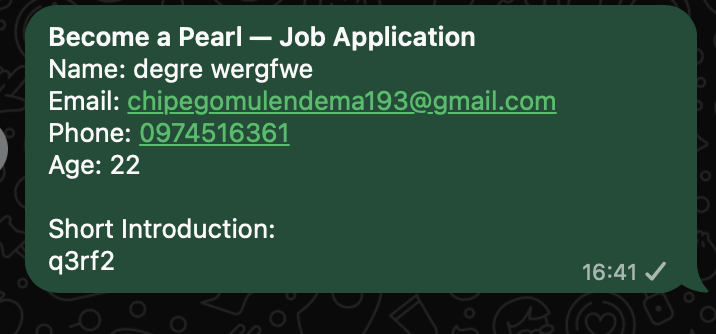 Become a Pearl — Job Application
Name: degre wergfwe
Email: chipegomulendema193@gmail.com
Phone: 0974516361
Age: 22
Short Introduction:
q3rf2
16:41